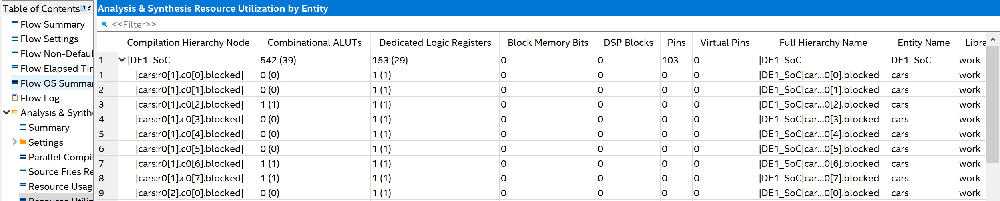 Table of Contents
Flow Summary
Flow Settings
Flow Non-Defaul
Flow Elapsed Tin
Flow OS Summar
Flow Log
Analysis & Synthe
Summary
Settings
Parallel Compil
Source Files Re
Resource Usage
Resource Utiliz
Analysis & Synthesis Resource Utilization by Entity
<<Filter>>
Compilation Hierarchy Node Combinational ALUTs Dedicated Logic Registers Block Memory Bits DSP Blocks Pins Virtual Pins Full Hierarchy Name Entity Name Libra
1 |DE1_SoC 542 (39) 153 (29) 0 0 103 0 |DE1_SoC DE1_SoC work
1 |cars:r0[1].c0[0].blocked| 0 (0) 1 (1) 0 0 0 0 |DE1_SoC|car...0[0].blocked cars work
2 |cars:r0[1].c0[1].blocked| 0 (0) 1 (1) 0 0 0 0 |DE1_SoC|car...0[1].blocked cars work
3 |cars:r0[1].c0[2].blocked| 1 (1) 1 (1) 0 0 0 0 |DE1_SoC|car...0[2].blocked cars work
4 |cars:r0[1].c0[3].blocked| 0 (0) 1 (1) 0 0 0 0 |DE1_SoC|car...0[3].blocked cars work
5 |cars:r0[1].c0[4].blocked| 0 (0) 1 (1) 0 0 0 0 |DE1_SoC|car...0[4].blocked cars work
6 |cars:r0[1].c0[5].blocked| 0 (0) 1 (1) 0 0 0 0 |DE1_SoC|car...0[5].blocked cars work
7 |cars:r0[1].c0[6].blocked| 1 (1) 1 (1) 0 0 0 0 |DE1_SoC|car...0[6].blocked cars work
8 |cars:r0[1].c0[7].blocked| 1 (1) 1 (1) 0 0 0 0 |DE1_SoC|car...0[7].blocked cars work
9 |cars:r0[2].c0[0].blocked| 0 (0) 1 (1) 0 0 0 0 |DE1_SoC|car...0[0].blocked cars work